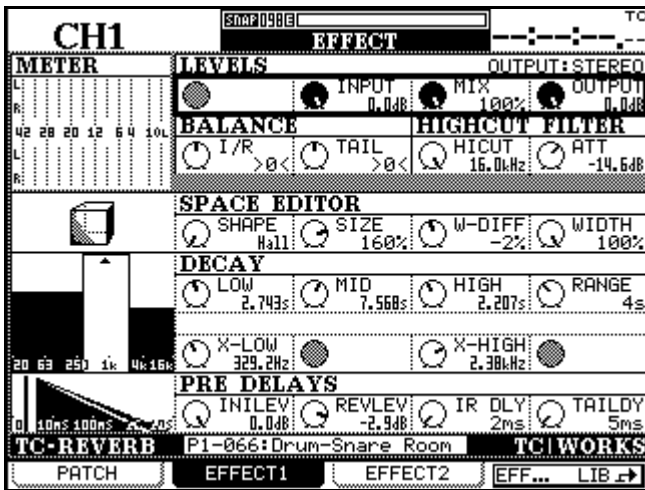 CH1 SNAP 098E TC
EFFECT --:--:--.--
METER LEVELS OUTPUT:STEREO
INPUT 0.0dB MIX 100% OUTPUT 0.0dB
L
R
42 28 20 12 6 4 1OL
L
R
BALANCE HIGHCUT FILTER
I/R >0< TAIL >0< HICUT 16.0kHz ATT -14.6dB
SPACE EDITOR
SHAPE Hall SIZE 160% W-DIFF -2% WIDTH 100%
DECAY
LOW 2.743s MID 7.568s HIGH 2.207s RANGE 4s
X-LOW 329.2Hz X-HIGH 2.38kHz
20 63 250 1k 4k 16k
PRE DELAYS
INILEV 0.0dB REVLEV -2.9dB IR DLY 2ms TAILDY 5ms
0 10ms 100ms
TC-REVERB P1-066:Drum-Snare Room TC|WORKS
PATCH EFFECT1 EFFECT2 EFF... LIB